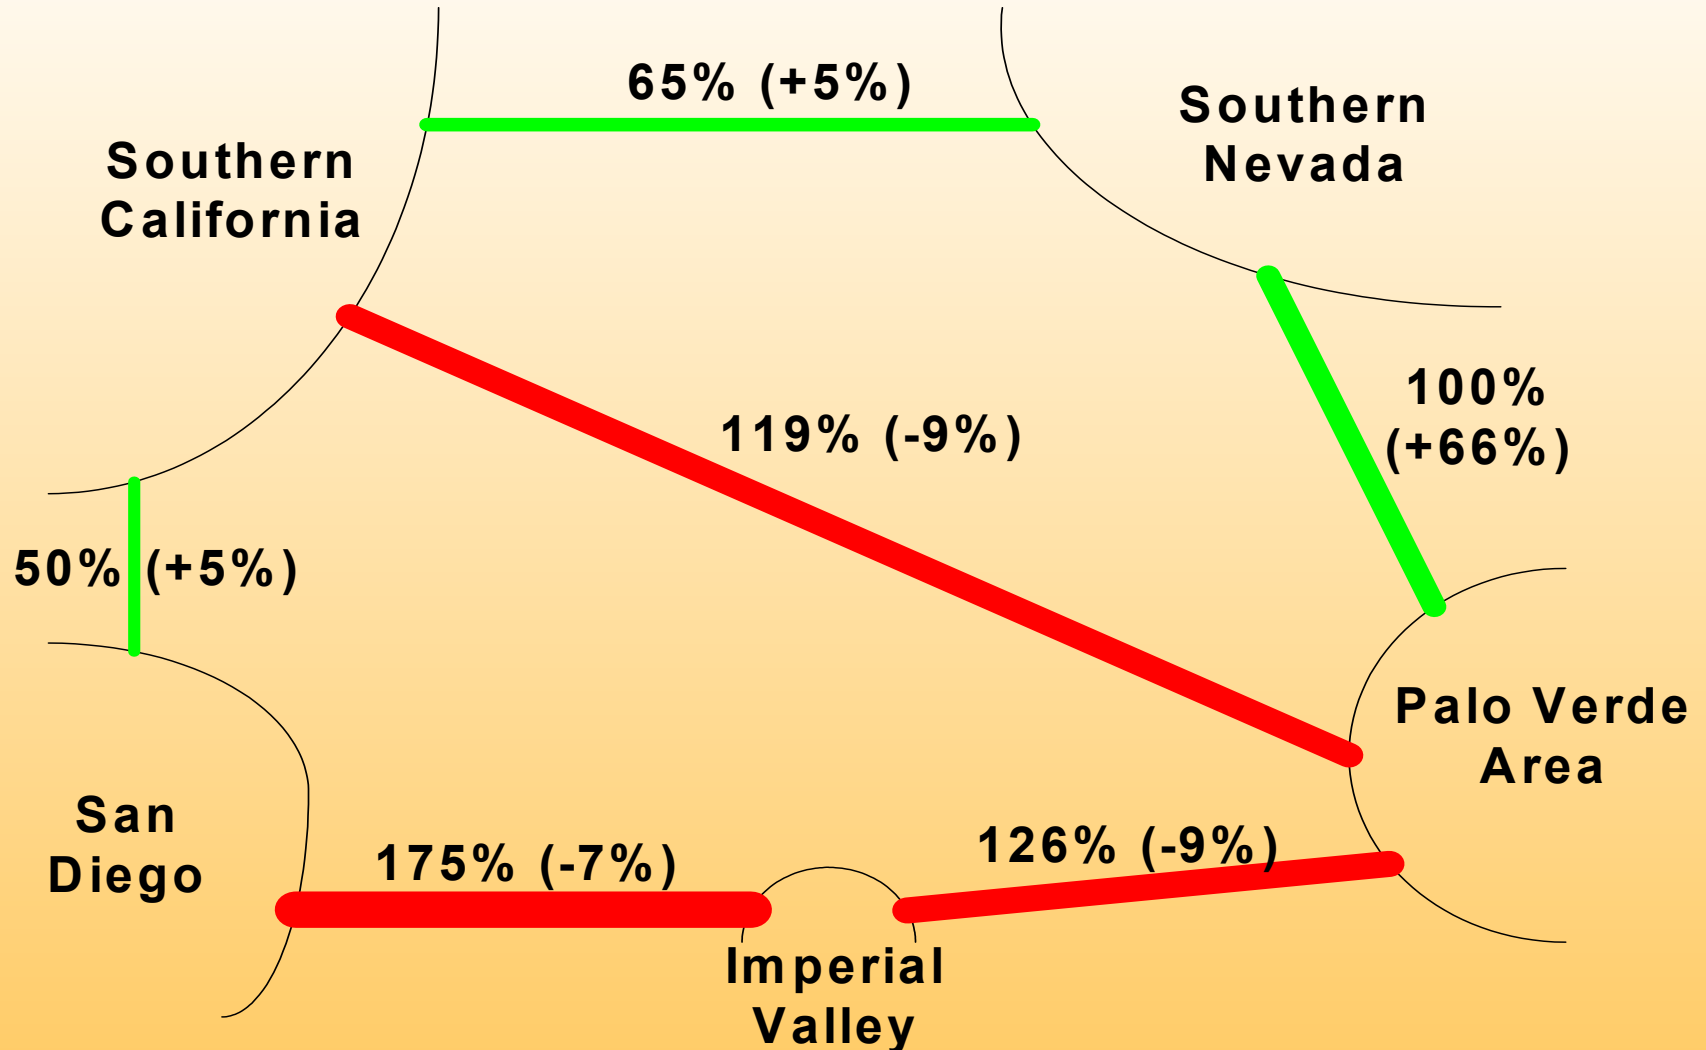 65% (+5%)
Southern
Nevada
Southern
California
100%
(+66%)
119% (-9%)
50% (+5%)
Palo Verde
Area
San
Diego
175% (-7%)
126% (-9%)
Imperial
Valley